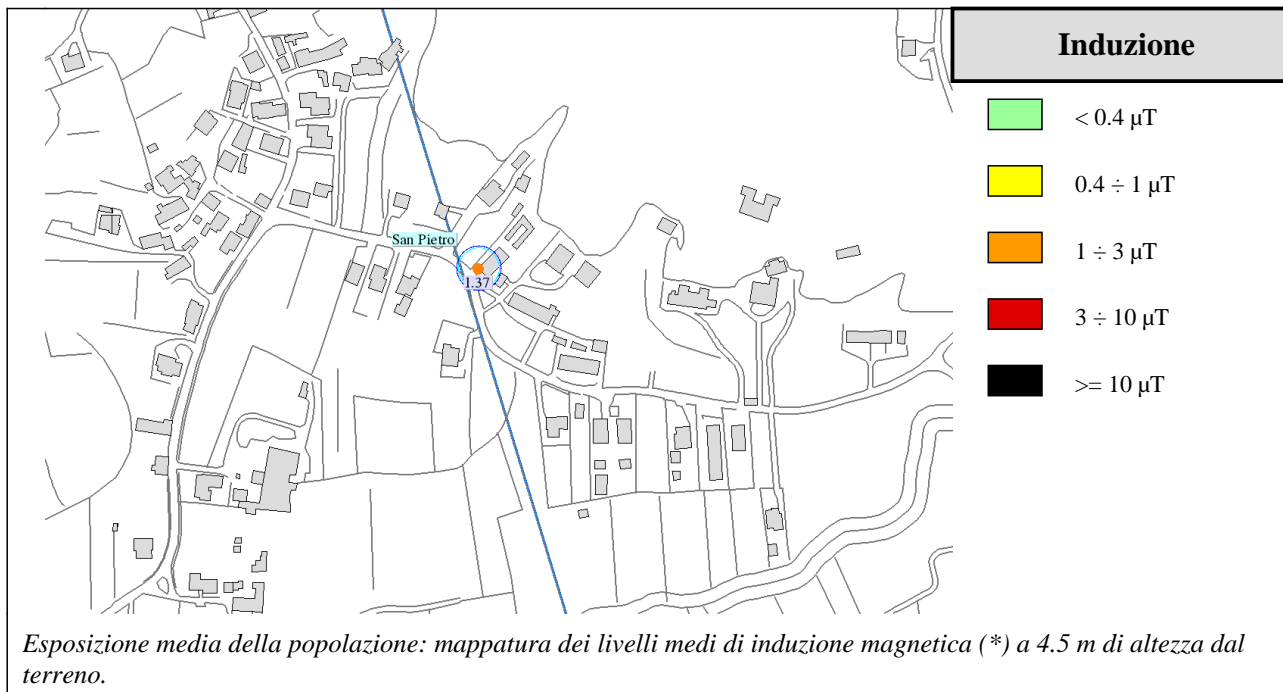 Induzione
< 0.4 µT
0.4 ÷ 1 µT
1 ÷ 3 µT
3 ÷ 10 µT
>= 10 µT
San Pietro
1.37
Esposizione media della popolazione: mappatura dei livelli medi di induzione magnetica (*) a 4.5 m di altezza dal
terreno.